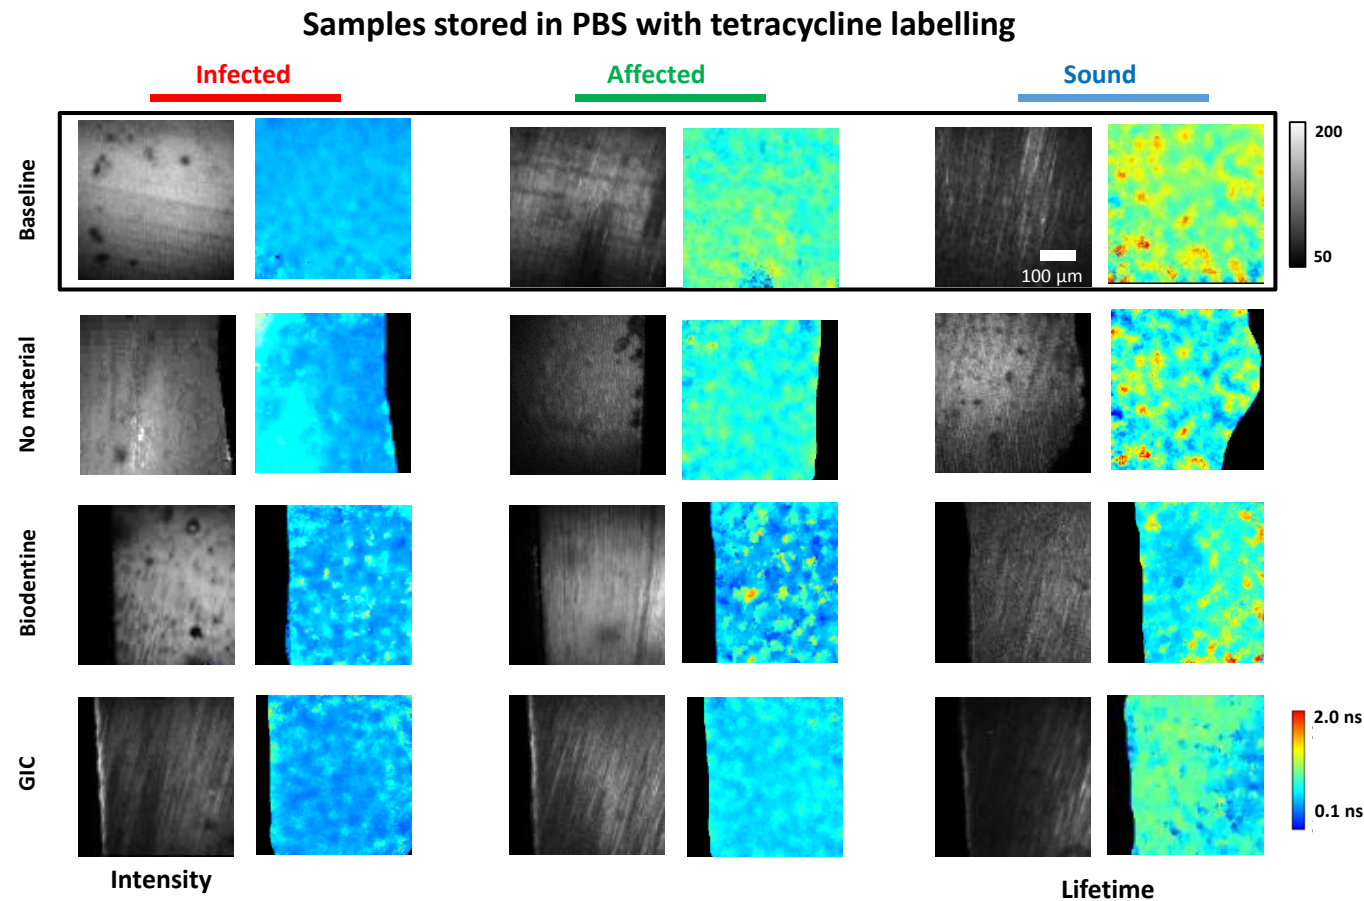 Samples stored in PBS with tetracycline labelling
Infected
Affected
Sound
Baseline
200
50
100 µm
No material
Biodentine
GIC
2.0 ns
0.1 ns
Intensity
Lifetime